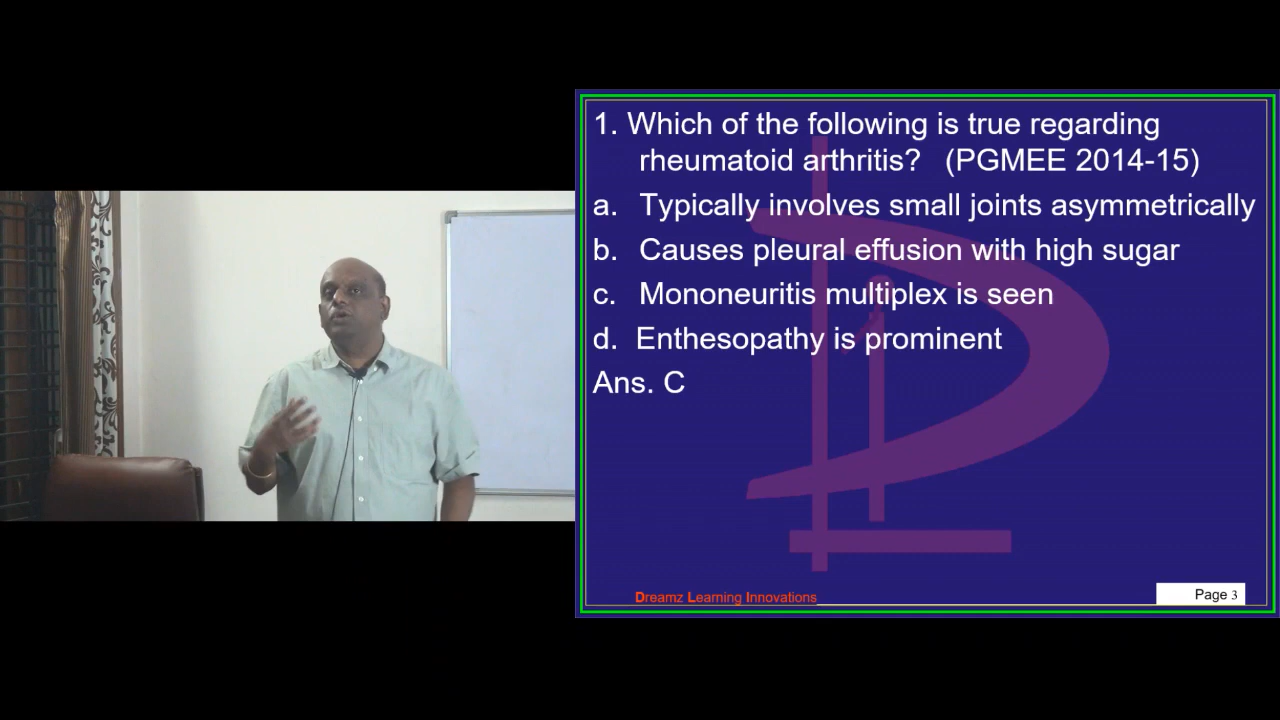 1. Which of the following is true regarding
rheumatoid arthritis? (PGMEE 2014-15)
a. Typically involves small joints asymmetrically
b. Causes pleural effusion with high sugar
c. Mononeuritis multiplex is seen
d. Enthesopathy is prominent
Ans. C
Dreamz Learning Innovations
Page 3